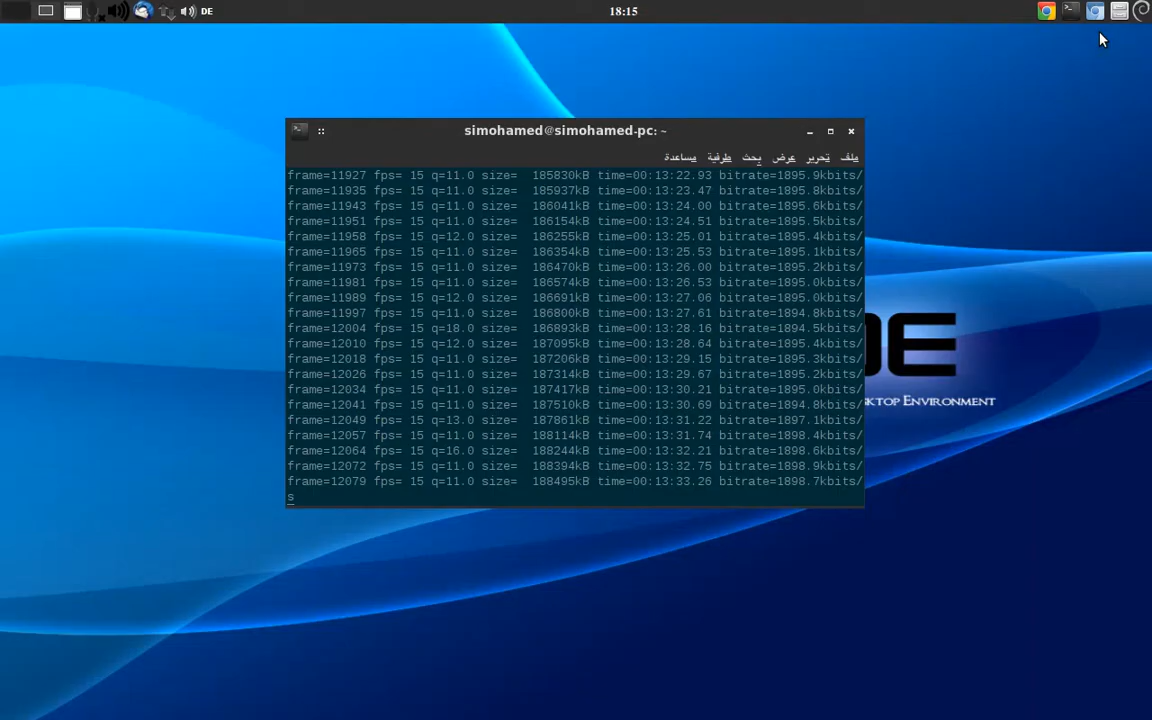 DE
18:15
simohamed@simohamed-pc: ~
ملف تحرير عرض بحث طرفية مساعدة
frame=11927 fps= 15 q=11.0 size=  185830kB time=00:13:22.93 bitrate=1895.9kbits/
frame=11935 fps= 15 q=11.0 size=  185937kB time=00:13:23.47 bitrate=1895.8kbits/
frame=11943 fps= 15 q=11.0 size=  186041kB time=00:13:24.00 bitrate=1895.6kbits/
frame=11951 fps= 15 q=11.0 size=  186154kB time=00:13:24.51 bitrate=1895.5kbits/
frame=11958 fps= 15 q=12.0 size=  186255kB time=00:13:25.01 bitrate=1895.4kbits/
frame=11965 fps= 15 q=11.0 size=  186354kB time=00:13:25.53 bitrate=1895.1kbits/
frame=11973 fps= 15 q=11.0 size=  186470kB time=00:13:26.00 bitrate=1895.2kbits/
frame=11981 fps= 15 q=11.0 size=  186574kB time=00:13:26.53 bitrate=1895.0kbits/
frame=11989 fps= 15 q=12.0 size=  186691kB time=00:13:27.06 bitrate=1895.0kbits/
frame=11997 fps= 15 q=11.0 size=  186800kB time=00:13:27.61 bitrate=1894.8kbits/
frame=12004 fps= 15 q=18.0 size=  186893kB time=00:13:28.16 bitrate=1894.5kbits/
frame=12010 fps= 15 q=12.0 size=  187095kB time=00:13:28.64 bitrate=1895.4kbits/
frame=12018 fps= 15 q=11.0 size=  187206kB time=00:13:29.15 bitrate=1895.3kbits/
frame=12026 fps= 15 q=11.0 size=  187314kB time=00:13:29.67 bitrate=1895.2kbits/
frame=12034 fps= 15 q=11.0 size=  187417kB time=00:13:30.21 bitrate=1895.0kbits/
frame=12041 fps= 15 q=11.0 size=  187510kB time=00:13:30.69 bitrate=1894.8kbits/
frame=12049 fps= 15 q=13.0 size=  187861kB time=00:13:31.22 bitrate=1897.1kbits/
frame=12057 fps= 15 q=11.0 size=  188114kB time=00:13:31.74 bitrate=1898.4kbits/
frame=12064 fps= 15 q=16.0 size=  188244kB time=00:13:32.21 bitrate=1898.6kbits/
frame=12072 fps= 15 q=11.0 size=  188394kB time=00:13:32.75 bitrate=1898.9kbits/
frame=12079 fps= 15 q=11.0 size=  188495kB time=00:13:33.26 bitrate=1898.7kbits/
s
DE
KTOP ENVIRONMENT